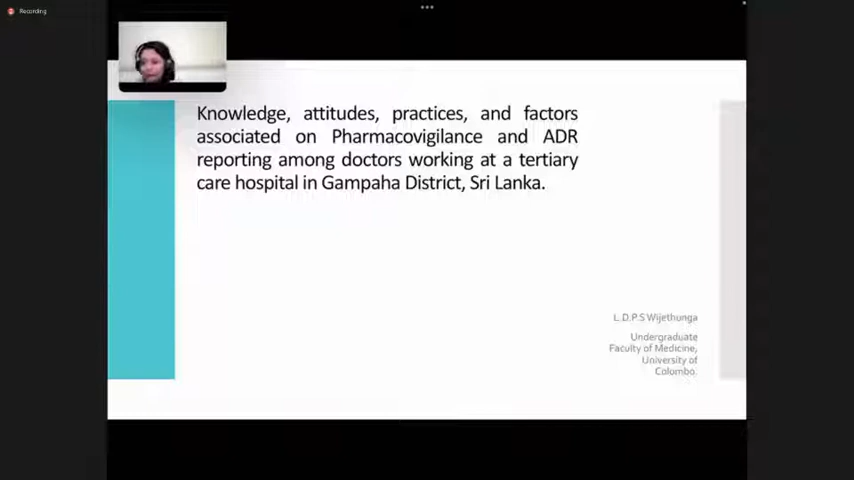 Recording
Knowledge, attitudes, practices, and factors
associated on Pharmacovigilance and ADR
reporting among doctors working at a tertiary
care hospital in Gampaha District, Sri Lanka.
L.D.P.S Wijethunga
Undergraduate
Faculty of Medicine,
University of
Colombo.